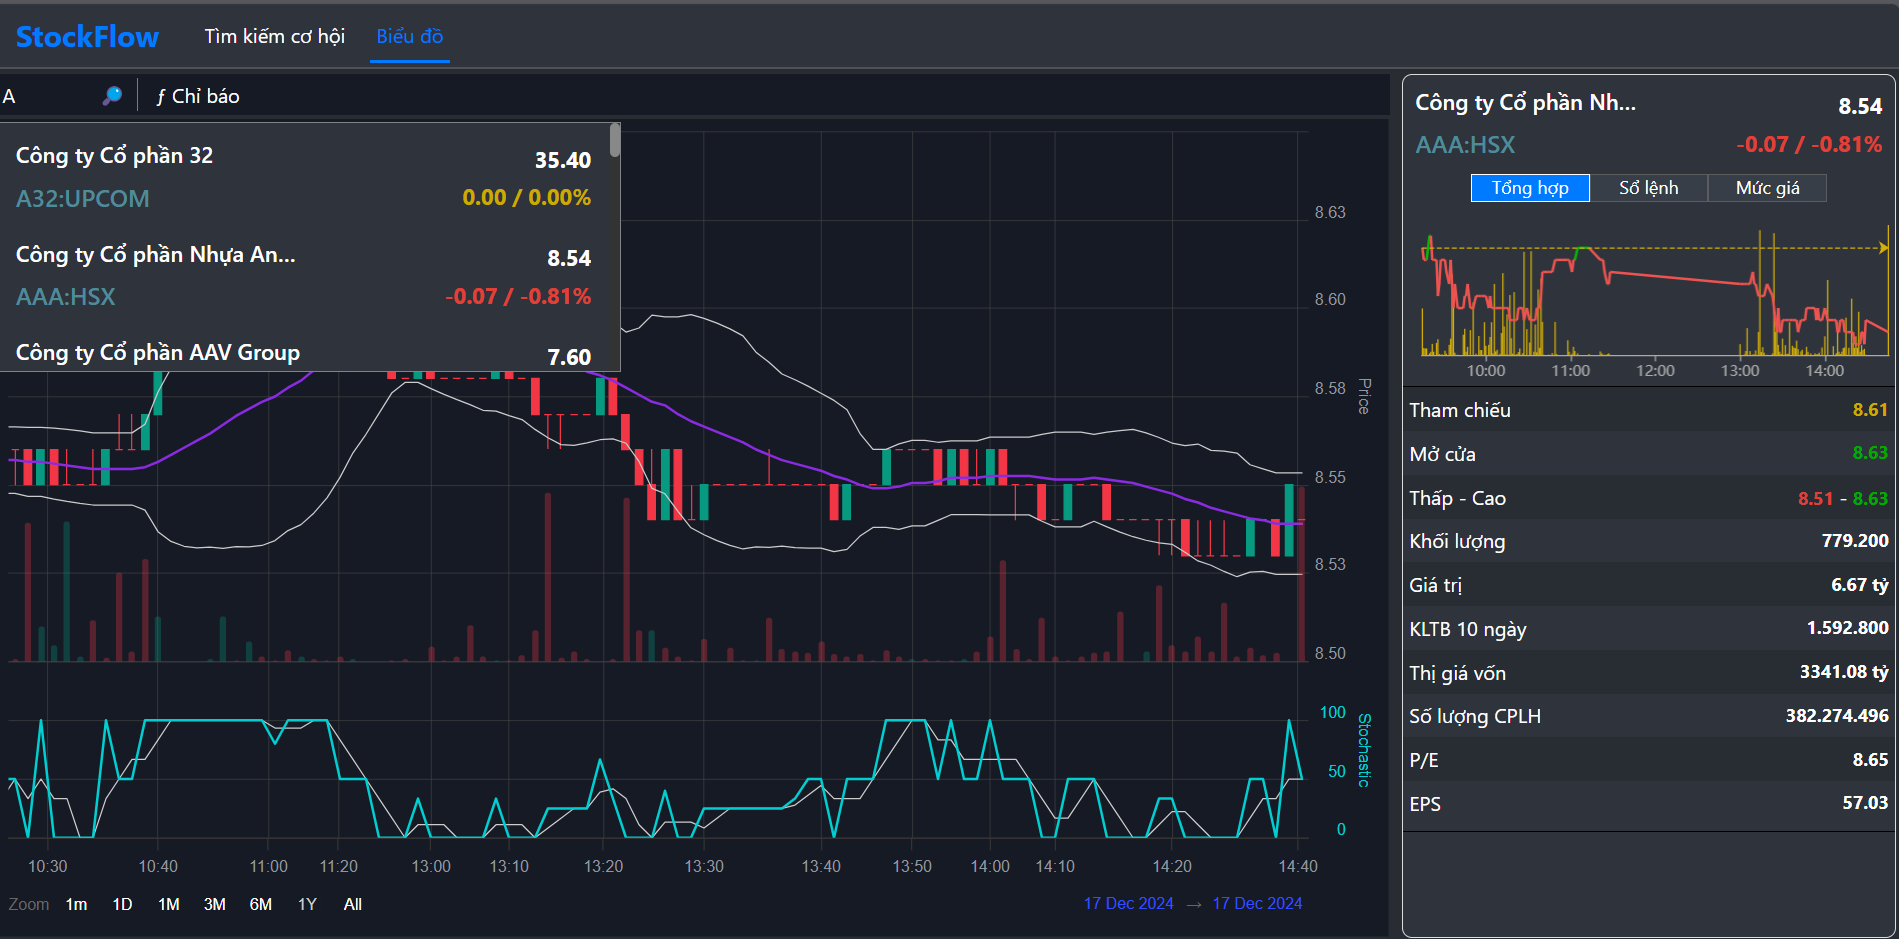 StockFlow
Tìm kiếm cơ hội
Biểu đồ
A
ƒ Chỉ báo
Công ty Cổ phần 32
35.40
A32:UPCOM
0.00 / 0.00%
Công ty Cổ phần Nhựa An...
8.54
AAA:HSX
-0.07 / -0.81%
Công ty Cổ phần AAV Group
7.60
8.63
8.60
8.58
8.55
8.53
8.50
Price
100
50
0
Stochastic
10:30
10:40
11:00
11:20
13:00
13:10
13:20
13:30
13:40
13:50
14:00
14:10
14:20
14:40
Zoom
1m
1D
1M
3M
6M
1Y
All
17 Dec 2024 → 17 Dec 2024
Công ty Cổ phần Nh...
8.54
AAA:HSX
-0.07 / -0.81%
Tổng hợp
Sổ lệnh
Mức giá
10:00
11:00
12:00
13:00
14:00
Tham chiếu 8.61
Mở cửa 8.63
Thấp - Cao 8.51 - 8.63
Khối lượng 779.200
Giá trị 6.67 tỷ
KLTB 10 ngày 1.592.800
Thị giá vốn 3341.08 tỷ
Số lượng CPLH 382.274.496
P/E 8.65
EPS 57.03